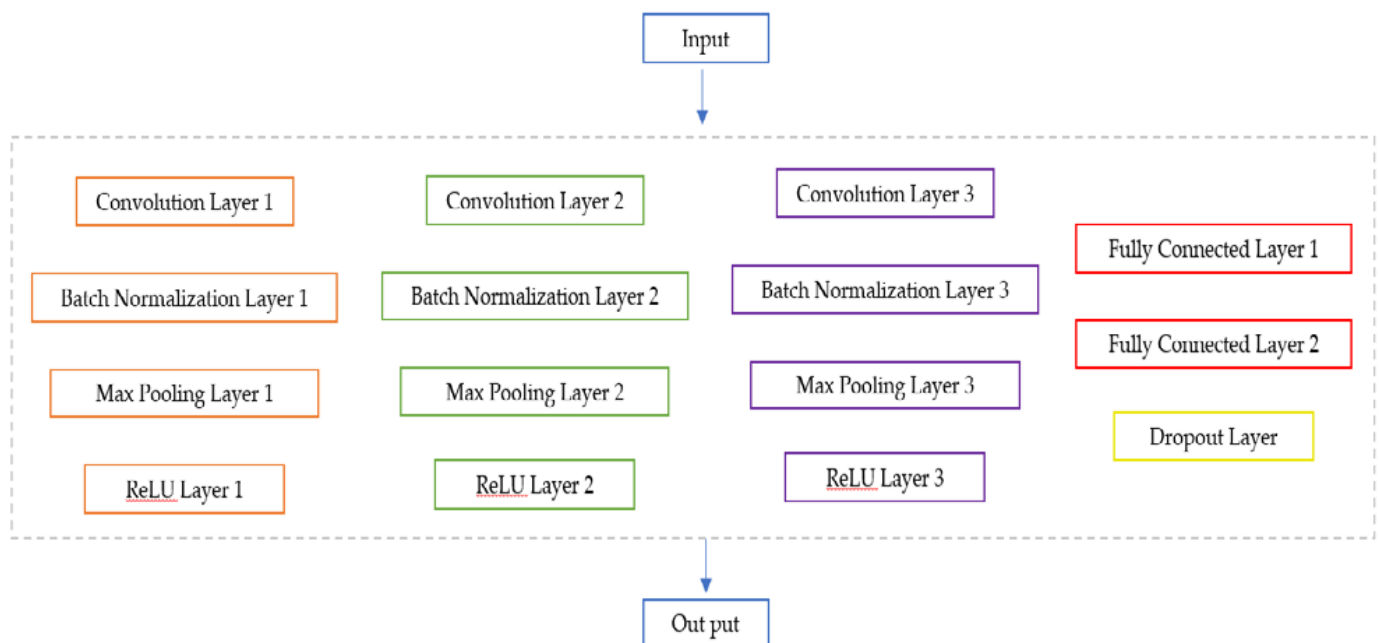 Input
Convolution Layer 1
Batch Normalization Layer 1
Max Pooling Layer 1
ReLU Layer 1
Convolution Layer 2
Batch Normalization Layer 2
Max Pooling Layer 2
ReLU Layer 2
Convolution Layer 3
Batch Normalization Layer 3
Max Pooling Layer 3
ReLU Layer 3
Fully Connected Layer 1
Fully Connected Layer 2
Dropout Layer
Out put